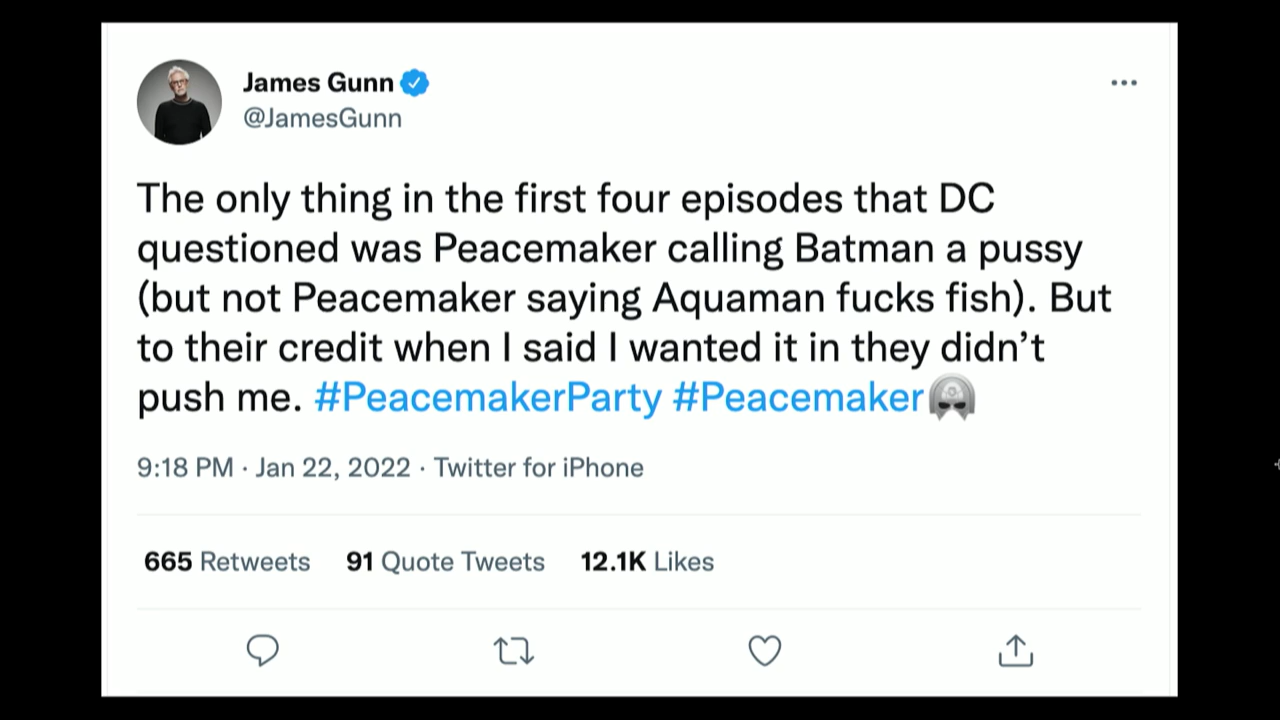 James Gunn
@JamesGunn
The only thing in the first four episodes that DC
questioned was Peacemaker calling Batman a pussy
(but not Peacemaker saying Aquaman fucks fish). But
to their credit when I said I wanted it in they didn’t
push me. #PeacemakerParty #Peacemaker
9:18 PM · Jan 22, 2022 · Twitter for iPhone
665 Retweets 91 Quote Tweets 12.1K Likes